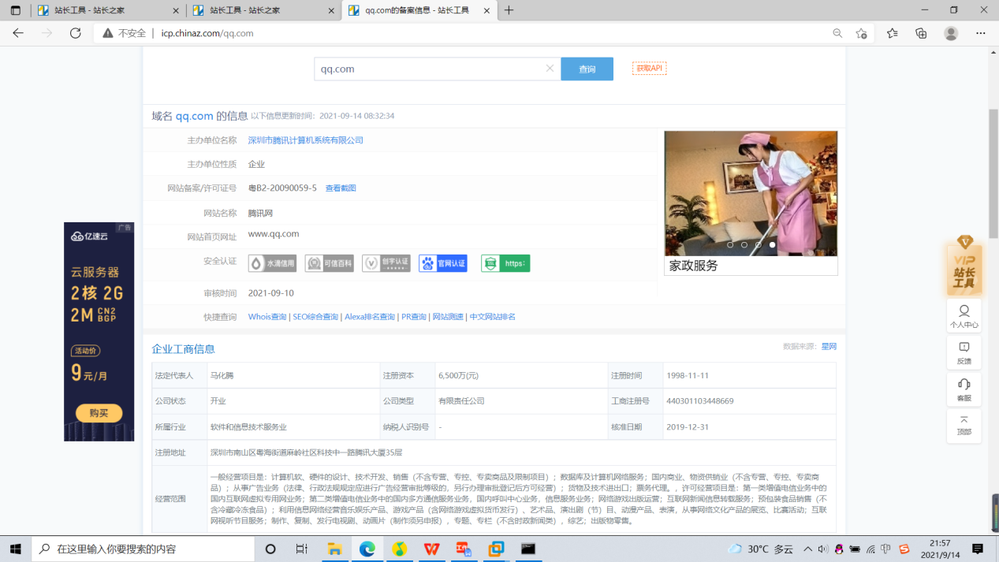 站长工具 - 站长之家
站长工具 - 站长之家
qq.com的备案信息 - 站长工具
不安全
icp.chinaz.com/qq.com
qq.com
查询
获取API
域名 qq.com 的信息 以下信息更新时间：2021-09-14 08:32:34
主办单位名称 深圳市腾讯计算机系统有限公司
主办单位性质 企业
网站备案/许可证号 粤B2-20090059-5 查看截图
网站名称 腾讯网
网站首页网址 www.qq.com
安全认证 水滴信用 可信百科 创宇认证 官网认证 https:
审核时间 2021-09-10
快捷查询 Whois查询 | SEO综合查询 | Alexa排名查询 | PR查询 | 网站测速 | 中文网站排名
家政服务
广告
亿速云
云服务器
2核 2G
2M CN2 BGP
活动价
9元/月
购买
VIP
站长
工具
个人中心
反馈
客服
顶部
企业工商信息 数据来源：星网
法定代表人 马化腾 注册资本 6,500万(元) 注册时间 1998-11-11
公司状态 开业 公司类型 有限责任公司 工商注册号 440301103448669
所属行业 软件和信息技术服务业 纳税人识别号 - 核准日期 2019-12-31
注册地址 深圳市南山区粤海街道麻岭社区科技中一路腾讯大厦35层
经营范围
一般经营项目是：计算机软、硬件的设计、技术开发、销售（不含专营、专控、专卖商品及限制项目）；数据库及计算机网络服务；国内商业、物资供销业（不含专营、专控、专卖商
品）；从事广告业务（法律、行政法规规定应进行广告经营审批等级的，另行办理审批登记后方可经营）；货物及技术进出口；票务代理。，许可经营项目是：第一类增值电信业务中的
国内互联网虚拟专用网业务；第二类增值电信业务中的国内多方通信服务业务，国内呼叫中心业务，信息服务业务；网络游戏出版运营；互联网新闻信息转载服务；预包装食品销售（不
含冷藏冷冻食品）；利用信息网络经营音乐娱乐产品、游戏产品（含网络游戏虚拟货币发行）、艺术品、演出剧（节）目、动漫产品、表演，从事网络文化产品的展览、比赛活动；互联
网视听节目服务；制作、复制、发行电视剧、动画片（制作须另申报），专题、专栏（不含时政新闻类），综艺；出版物零售。
在这里输入你要搜索的内容
30°C 多云
中
21:57
2021/9/14